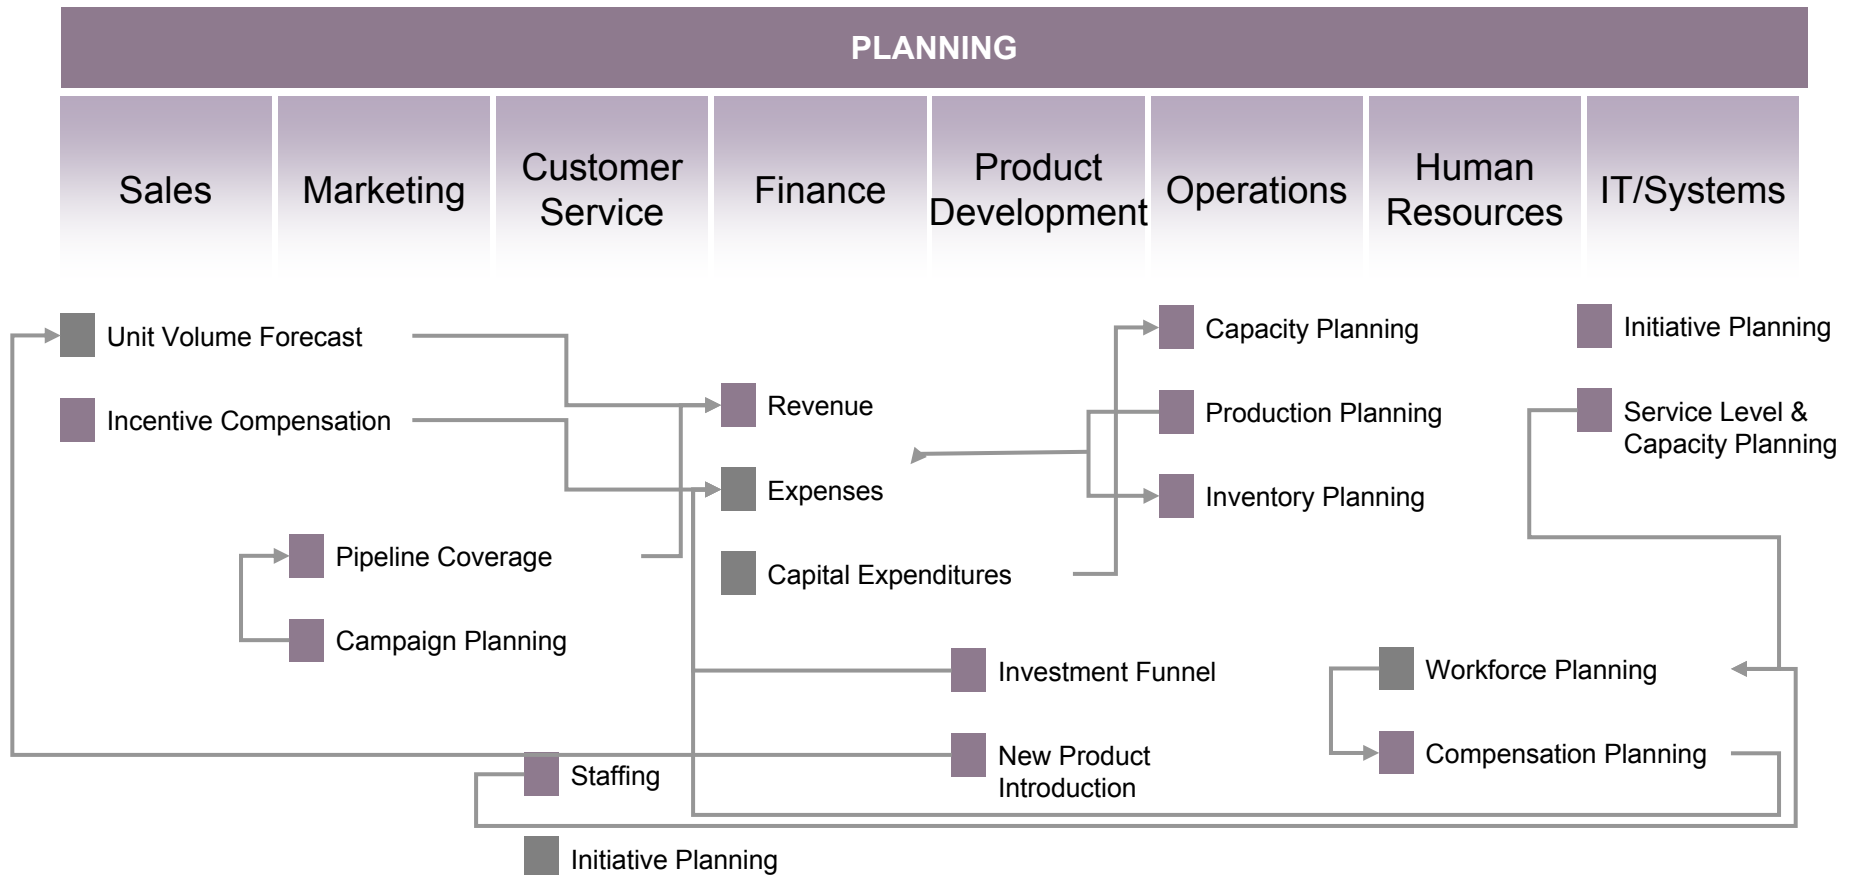 PLANNING
Sales
Marketing
Customer
Service
Finance
Product
Development
Operations
Human
Resources
IT/Systems
Unit Volume Forecast
Incentive Compensation
Pipeline Coverage
Campaign Planning
Staffing
Initiative Planning
Revenue
Expenses
Capital Expenditures
Investment Funnel
New Product
Introduction
Capacity Planning
Production Planning
Inventory Planning
Workforce Planning
Compensation Planning
Initiative Planning
Service Level &
Capacity Planning